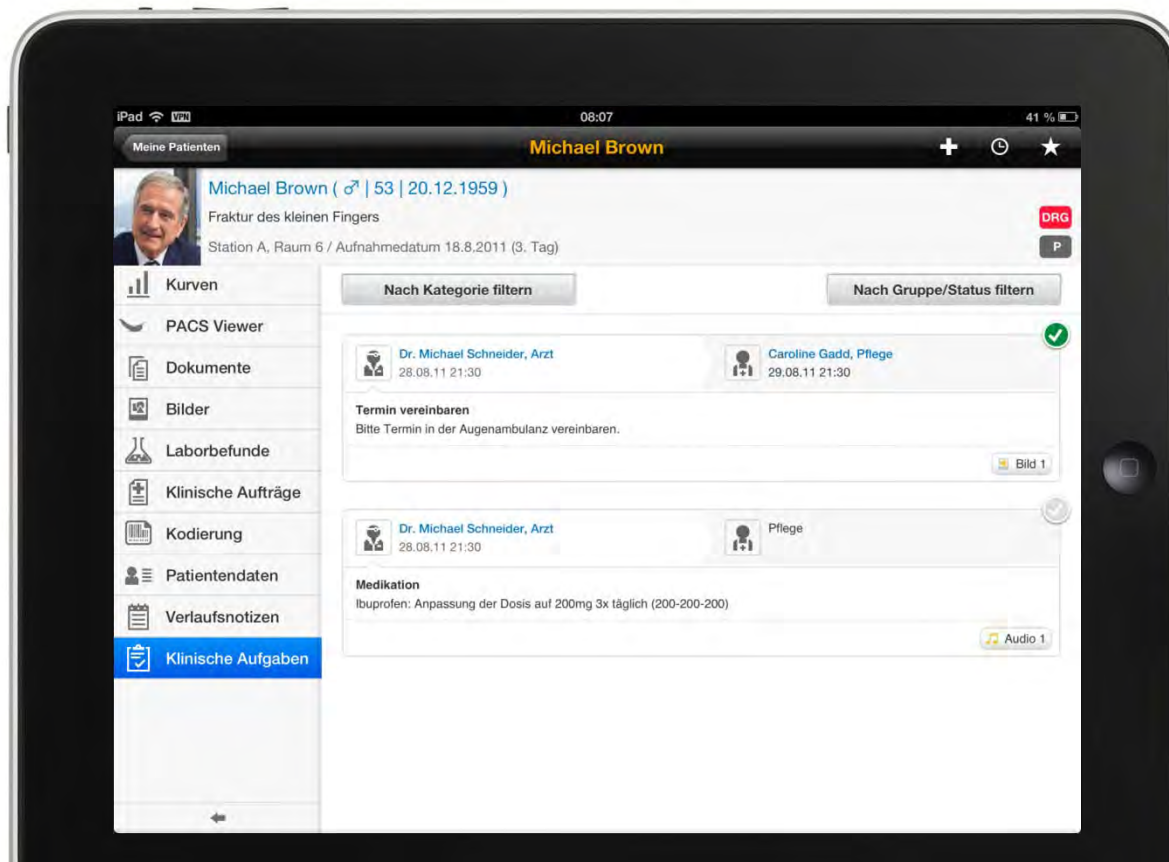 iPad VPN 08:07 41 %
Meine Patienten Michael Brown
Michael Brown ( ♂ | 53 | 20.12.1959 )
Fraktur des kleinen Fingers
DRG
Station A, Raum 6 / Aufnahmedatum 18.8.2011 (3. Tag)
P
Kurven
PACS Viewer
Dokumente
Bilder
Laborbefunde
Klinische Aufträge
Kodierung
Patientendaten
Verlaufsnotizen
Klinische Aufgaben
Nach Kategorie filtern Nach Gruppe/Status filtern
Dr. Michael Schneider, Arzt Caroline Gadd, Pflege
28.08.11 21:30 29.08.11 21:30
Termin vereinbaren
Bitte Termin in der Augenambulanz vereinbaren.
Bild 1
Dr. Michael Schneider, Arzt Pflege
28.08.11 21:30
Medikation
Ibuprofen: Anpassung der Dosis auf 200mg 3x täglich (200-200-200)
Audio 1